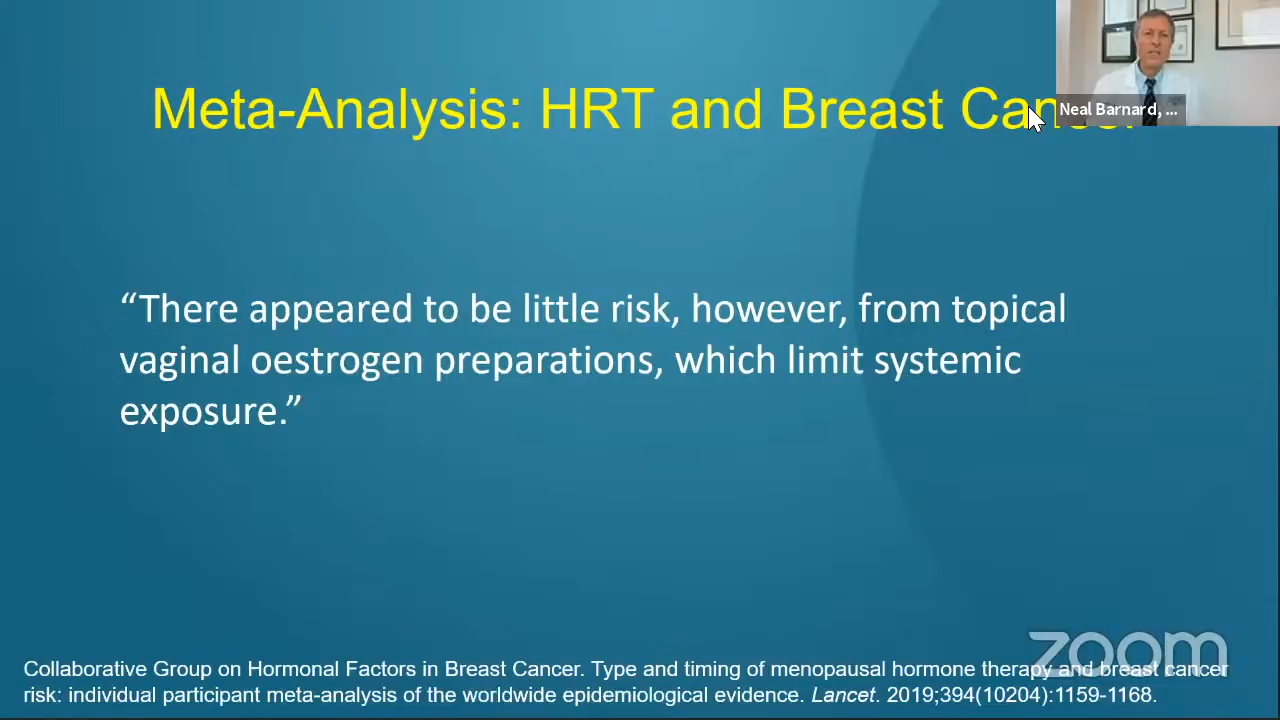 Meta-Analysis: HRT and Breast Cancer
Neal Barnard, ...
“There appeared to be little risk, however, from topical
vaginal oestrogen preparations, which limit systemic
exposure.”
zoom
Collaborative Group on Hormonal Factors in Breast Cancer. Type and timing of menopausal hormone therapy and breast cancer
risk: individual participant meta-analysis of the worldwide epidemiological evidence. Lancet. 2019;394(10204):1159-1168.